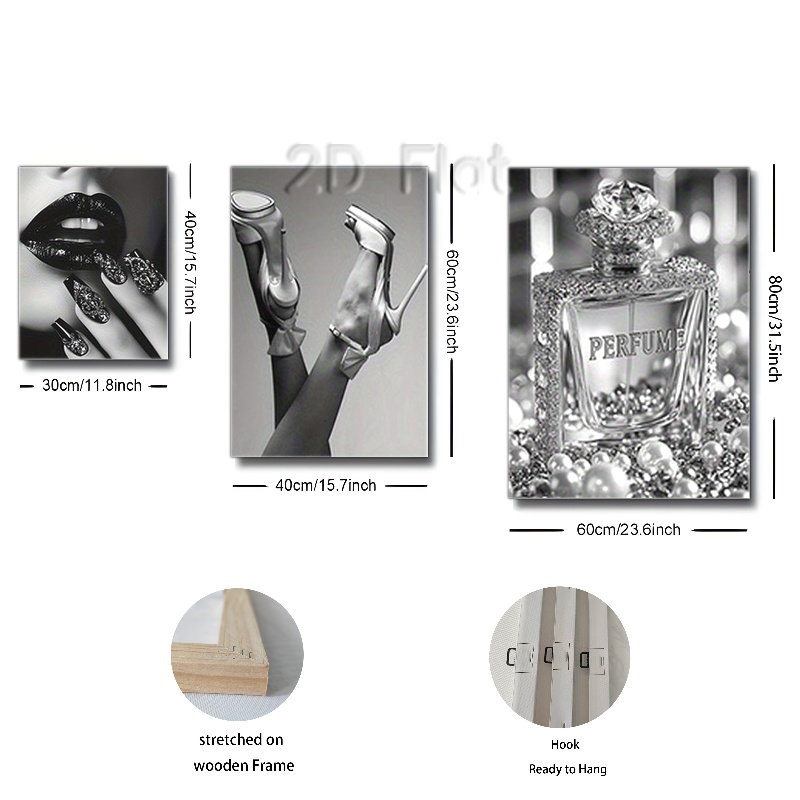 2D Flat
40cm/15.7inch
30cm/11.8inch
60cm/23.6inch
40cm/15.7inch
PERFUME
80cm/31.5inch
60cm/23.6inch
stretched on
wooden Frame
Hook
Ready to Hang